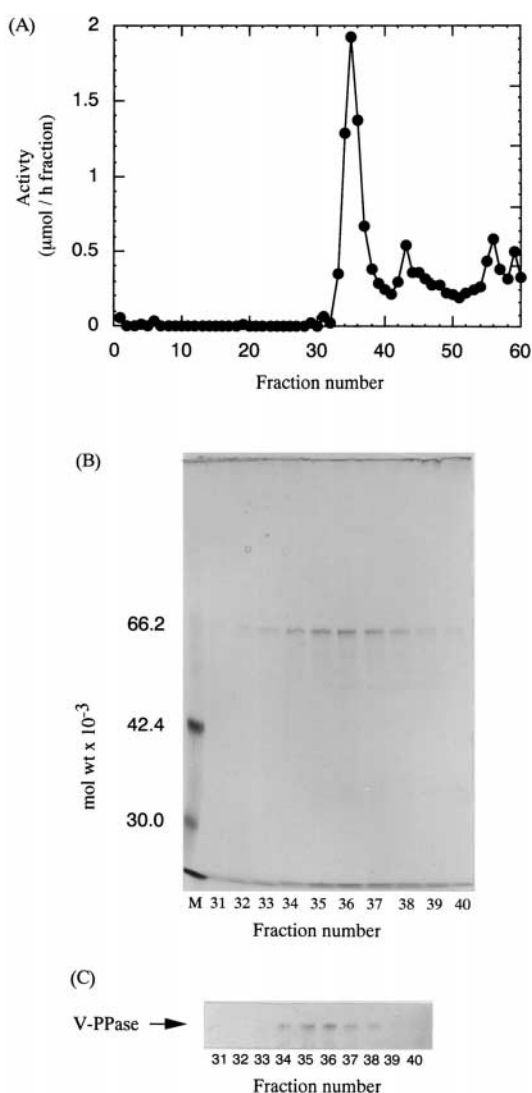 (A)
2
1.5
1
0.5
0
Activty
(μmol / h fraction)
0 10 20 30 40 50 60
Fraction number
(B)
66.2
42.4
30.0
mol wt x 10-3
M 31 32 33 34 35 36 37 38 39 40
Fraction number
(C)
V-PPase
31 32 33 34 35 36 37 38 39 40
Fraction number